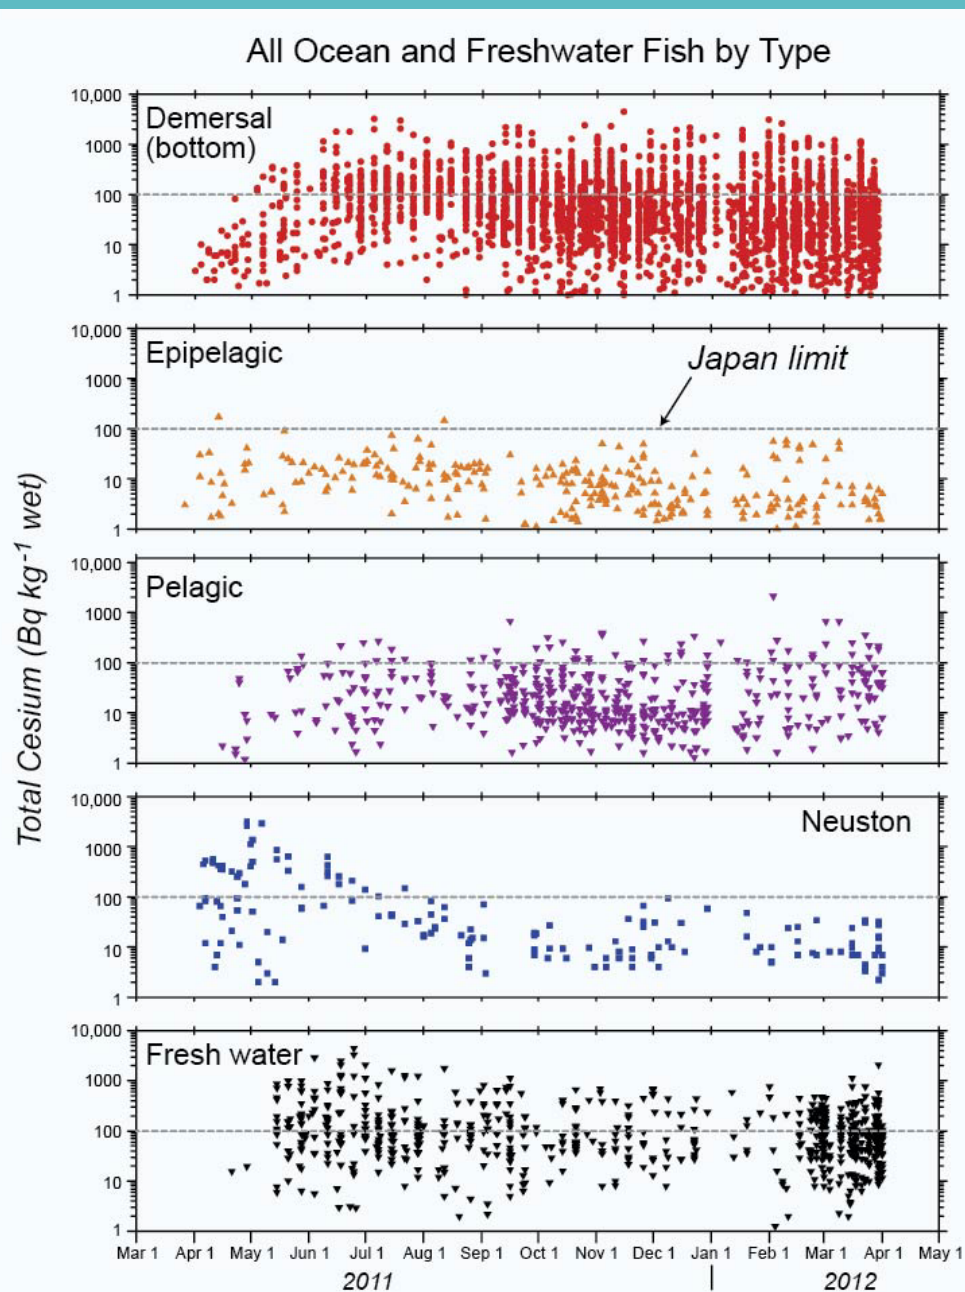 All Ocean and Freshwater Fish by Type
10,000
Demersal
(bottom)
1000
100
10
1
10,000
Epipelagic
Japan limit
1000
100
10
1
10,000
Pelagic
1000
100
10
1
Total Cesium (Bq kg-1 wet)
10,000
Neuston
1000
100
10
1
10,000
Fresh water
1000
100
10
1
Mar 1 Apr 1 May 1 Jun 1 Jul 1 Aug 1 Sep 1 Oct 1 Nov 1 Dec 1 Jan 1 Feb 1 Mar 1 Apr 1 May 1
2011 2012